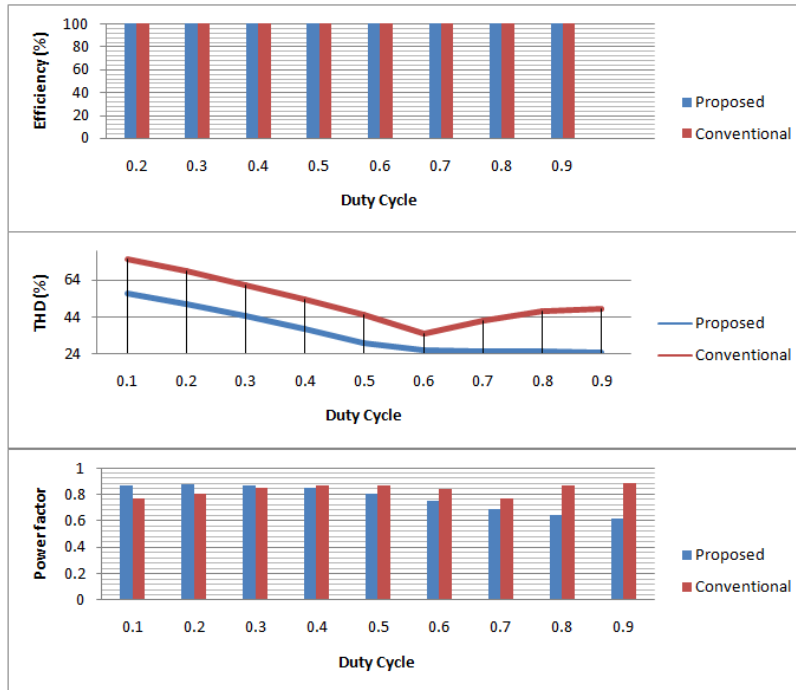 Efficiency (%)
100
80
60
40
20
0
0.2 0.3 0.4 0.5 0.6 0.7 0.8 0.9
Duty Cycle
Proposed
Conventional
THD (%)
64
44
24
0.1 0.2 0.3 0.4 0.5 0.6 0.7 0.8 0.9
Duty Cycle
Proposed
Conventional
Power factor
1
0.8
0.6
0.4
0.2
0
0.1 0.2 0.3 0.4 0.5 0.6 0.7 0.8 0.9
Duty Cycle
Proposed
Conventional